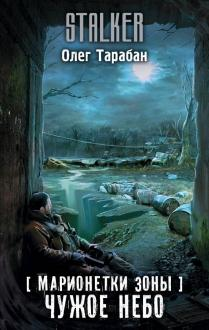 STALKER
Олег Тарабан
[ МАРИОНЕТКИ ЗОНЫ ]
ЧУЖОЕ НЕБО